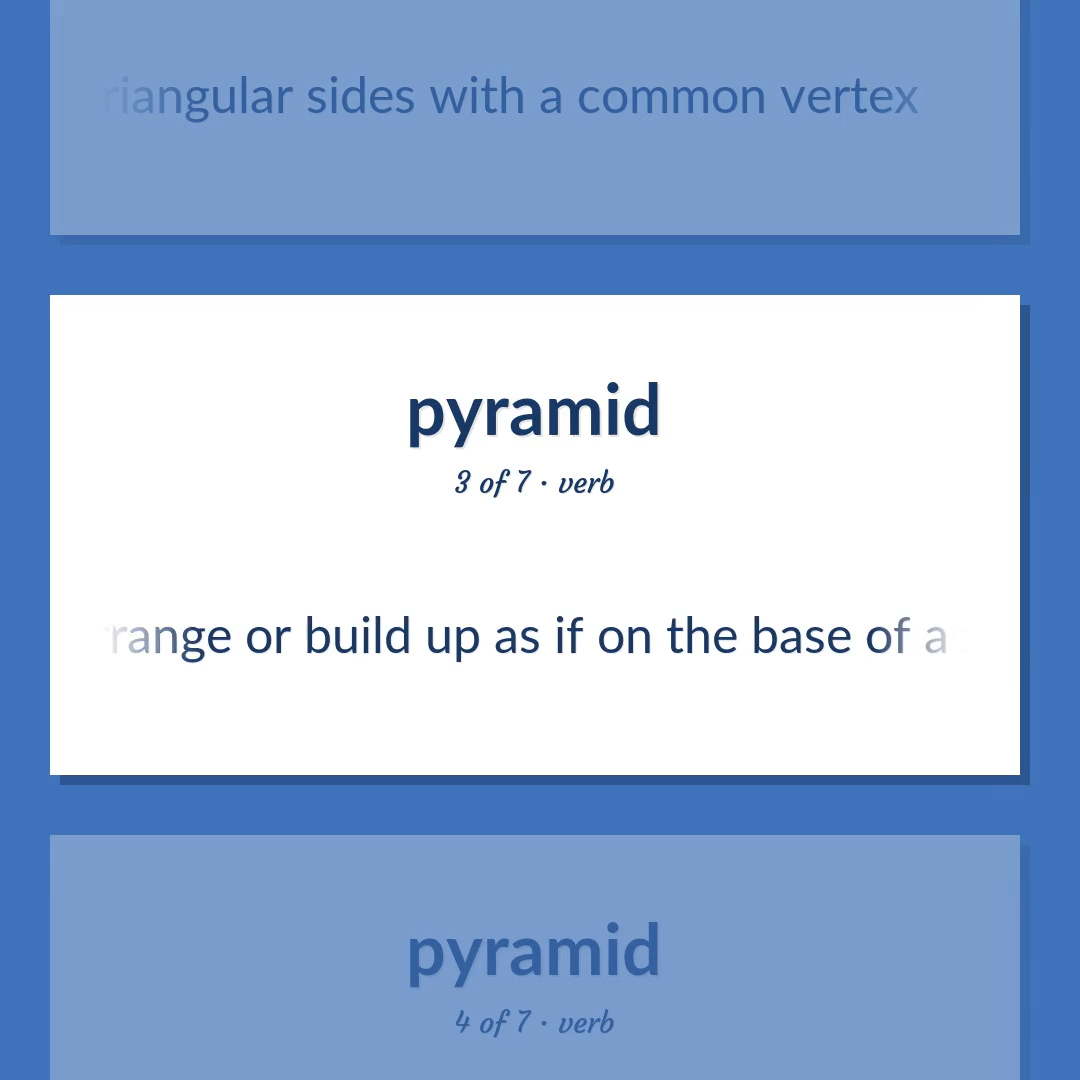 riangular sides with a common vertex
pyramid
3 of 7 · verb
range or build up as if on the base of a
pyramid
4 of 7 · verb